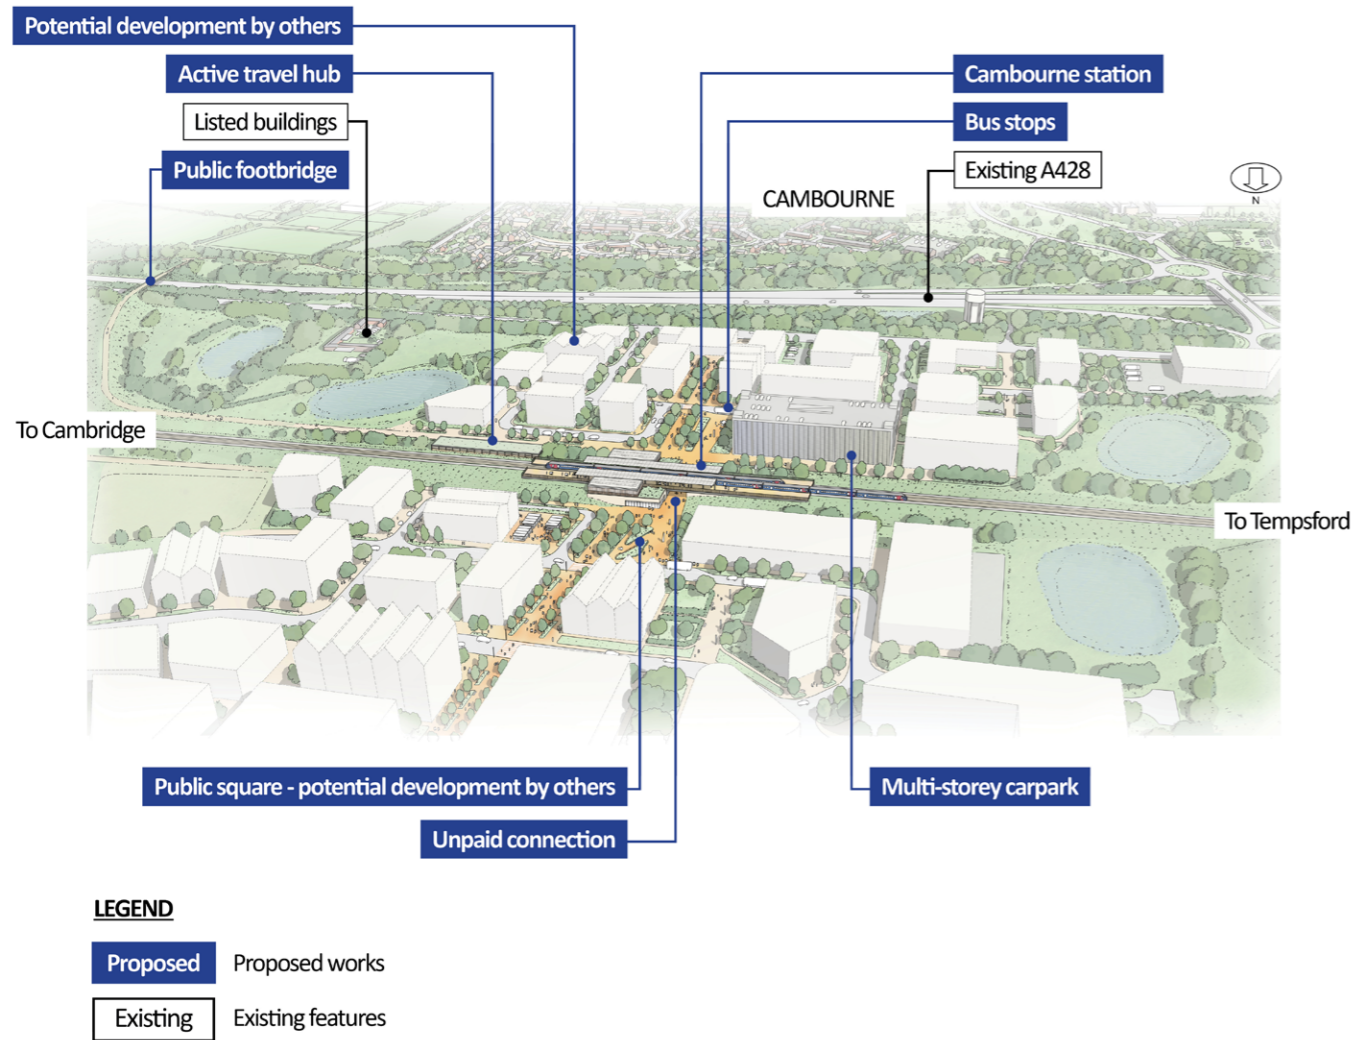 Potential development by others
Active travel hub
Listed buildings
Public footbridge
Cambourne station
Bus stops
Existing A428
CAMBOURNE
N
To Cambridge
To Tempsford
Public square - potential development by others
Unpaid connection
Multi-storey carpark
LEGEND
Proposed Proposed works
Existing Existing features